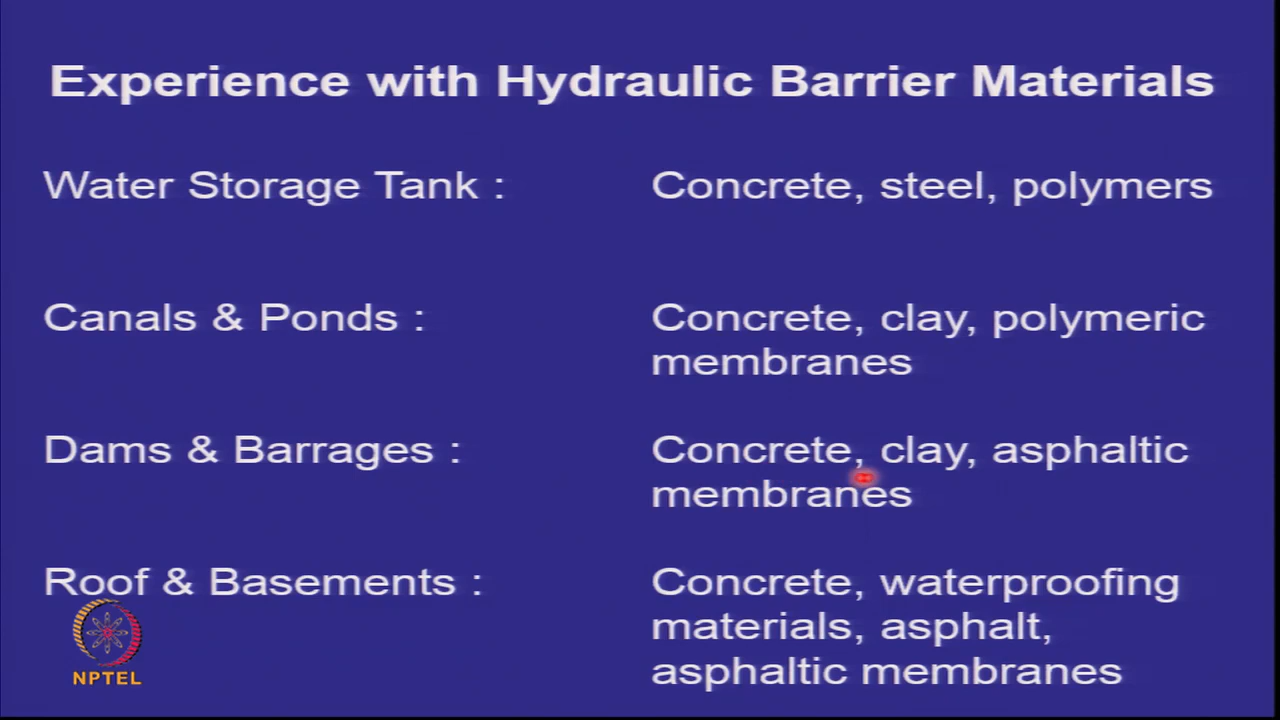 Experience with Hydraulic Barrier Materials
Water Storage Tank : Concrete, steel, polymers
Canals & Ponds : Concrete, clay, polymeric
membranes
Dams & Barrages : Concrete, clay, asphaltic
membranes
Roof & Basements : Concrete, waterproofing
materials, asphalt,
asphaltic membranes
NPTEL